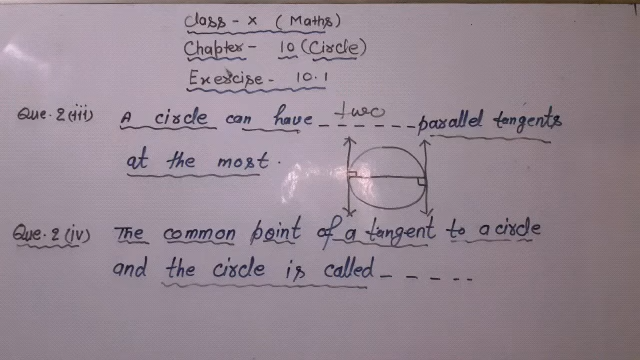 Class - X (Maths)
Chapter - 10 (Circle)
Exercise - 10.1
Que. 2(iii) A circle can have _ two _ _ _ _ parallel tangents
at the most.
Que. 2(iv) The common point of a tangent to a circle
and the circle is called _ _ _ _ _